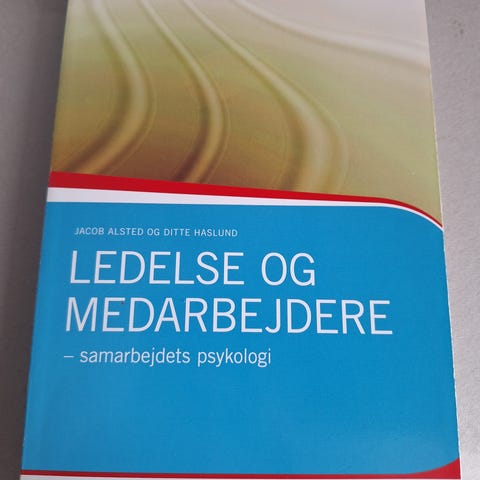 JACOB ALSTED OG DITTE HASLUND
LEDELSE OG
MEDARBEJDERE
– samarbejdets psykologi